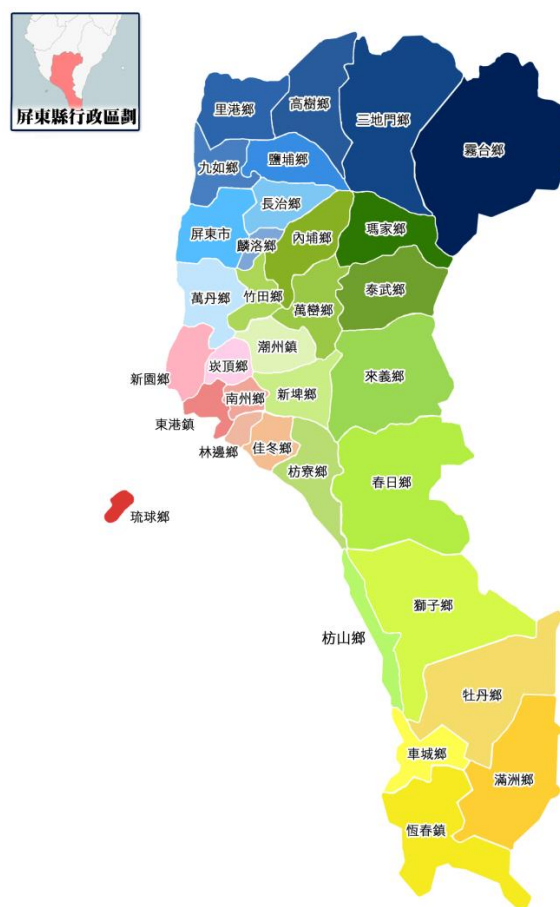 屏東縣行政區劃
里港鄉
高樹鄉
三地門鄉
霧台鄉
九如鄉
鹽埔鄉
長治鄉
屏東市
麟洛鄉
內埔鄉
瑪家鄉
萬丹鄉
竹田鄉
萬巒鄉
泰武鄉
潮州鎮
新園鄉
崁頂鄉
來義鄉
南州鄉
新埤鄉
東港鎮
林邊鄉
佳冬鄉
枋寮鄉
春日鄉
琉球鄉
獅子鄉
枋山鄉
牡丹鄉
車城鄉
滿洲鄉
恆春鎮